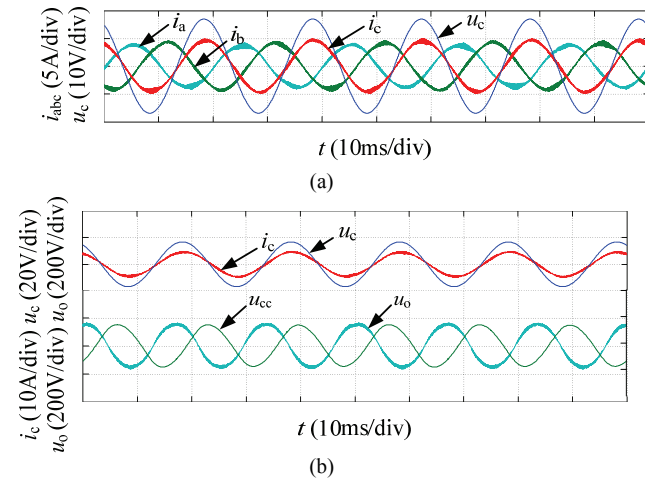 i_abc (5A/div)
u_c (10V/div)
i_a
i_b
i_c
u_c
t (10ms/div)
(a)
i_c (10A/div) u_c (20V/div)
u_o (200V/div) u_o (200V/div)
i_c
u_c
u_cc
u_o
t (10ms/div)
(b)